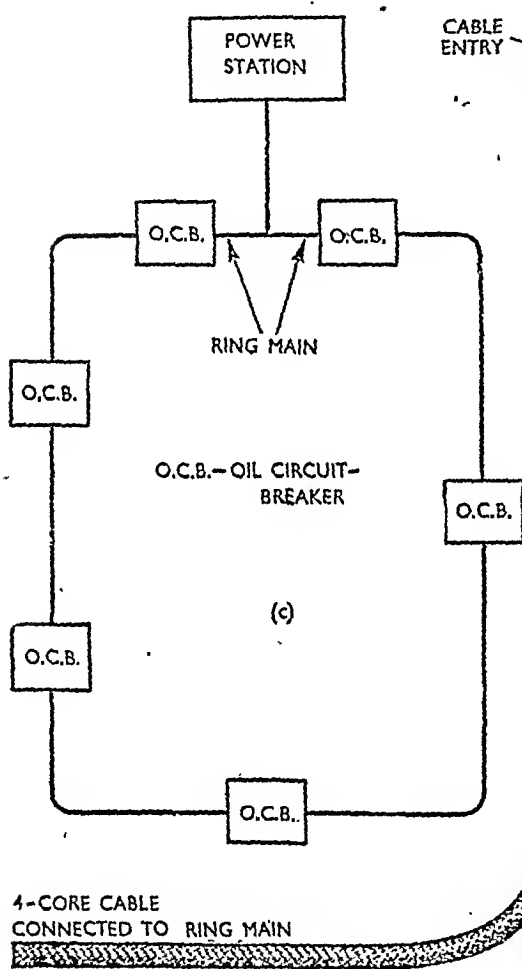 POWER
STATION
CABLE
ENTRY
O.C.B.
O.C.B.
RING MAIN
O.C.B.
O.C.B.-OIL CIRCUIT-
BREAKER
O.C.B.
(c)
O.C.B.
O.C.B.
4-CORE CABLE
CONNECTED TO RING MAIN